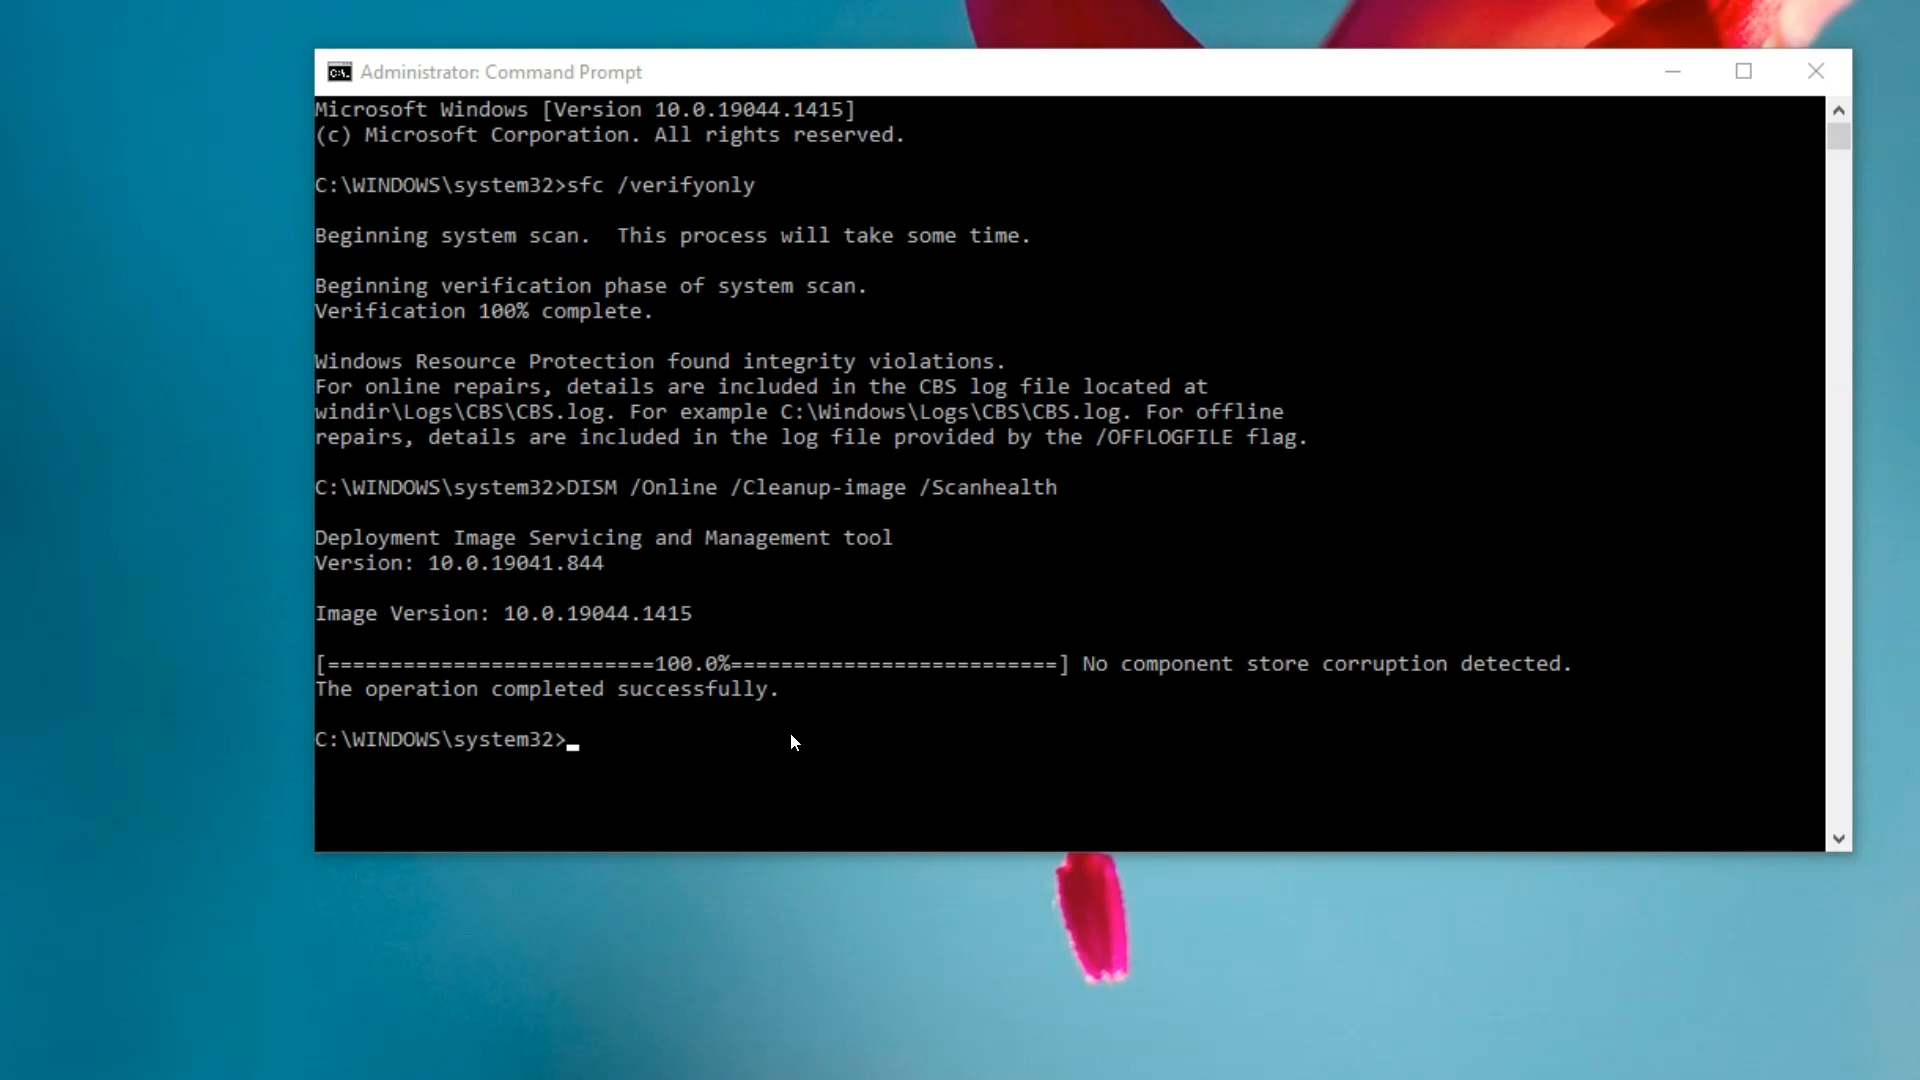 Administrator: Command Prompt
Microsoft Windows [Version 10.0.19044.1415]
(c) Microsoft Corporation. All rights reserved.
C:\WINDOWS\system32>sfc /verifyonly
Beginning system scan.  This process will take some time.
Beginning verification phase of system scan.
Verification 100% complete.
Windows Resource Protection found integrity violations.
For online repairs, details are included in the CBS log file located at
windir\Logs\CBS\CBS.log. For example C:\Windows\Logs\CBS\CBS.log. For offline
repairs, details are included in the log file provided by the /OFFLOGFILE flag.
C:\WINDOWS\system32>DISM /Online /Cleanup-image /Scanhealth
Deployment Image Servicing and Management tool
Version: 10.0.19041.844
Image Version: 10.0.19044.1415
[==========================100.0%==========================] No component store corruption detected.
The operation completed successfully.
C:\WINDOWS\system32>